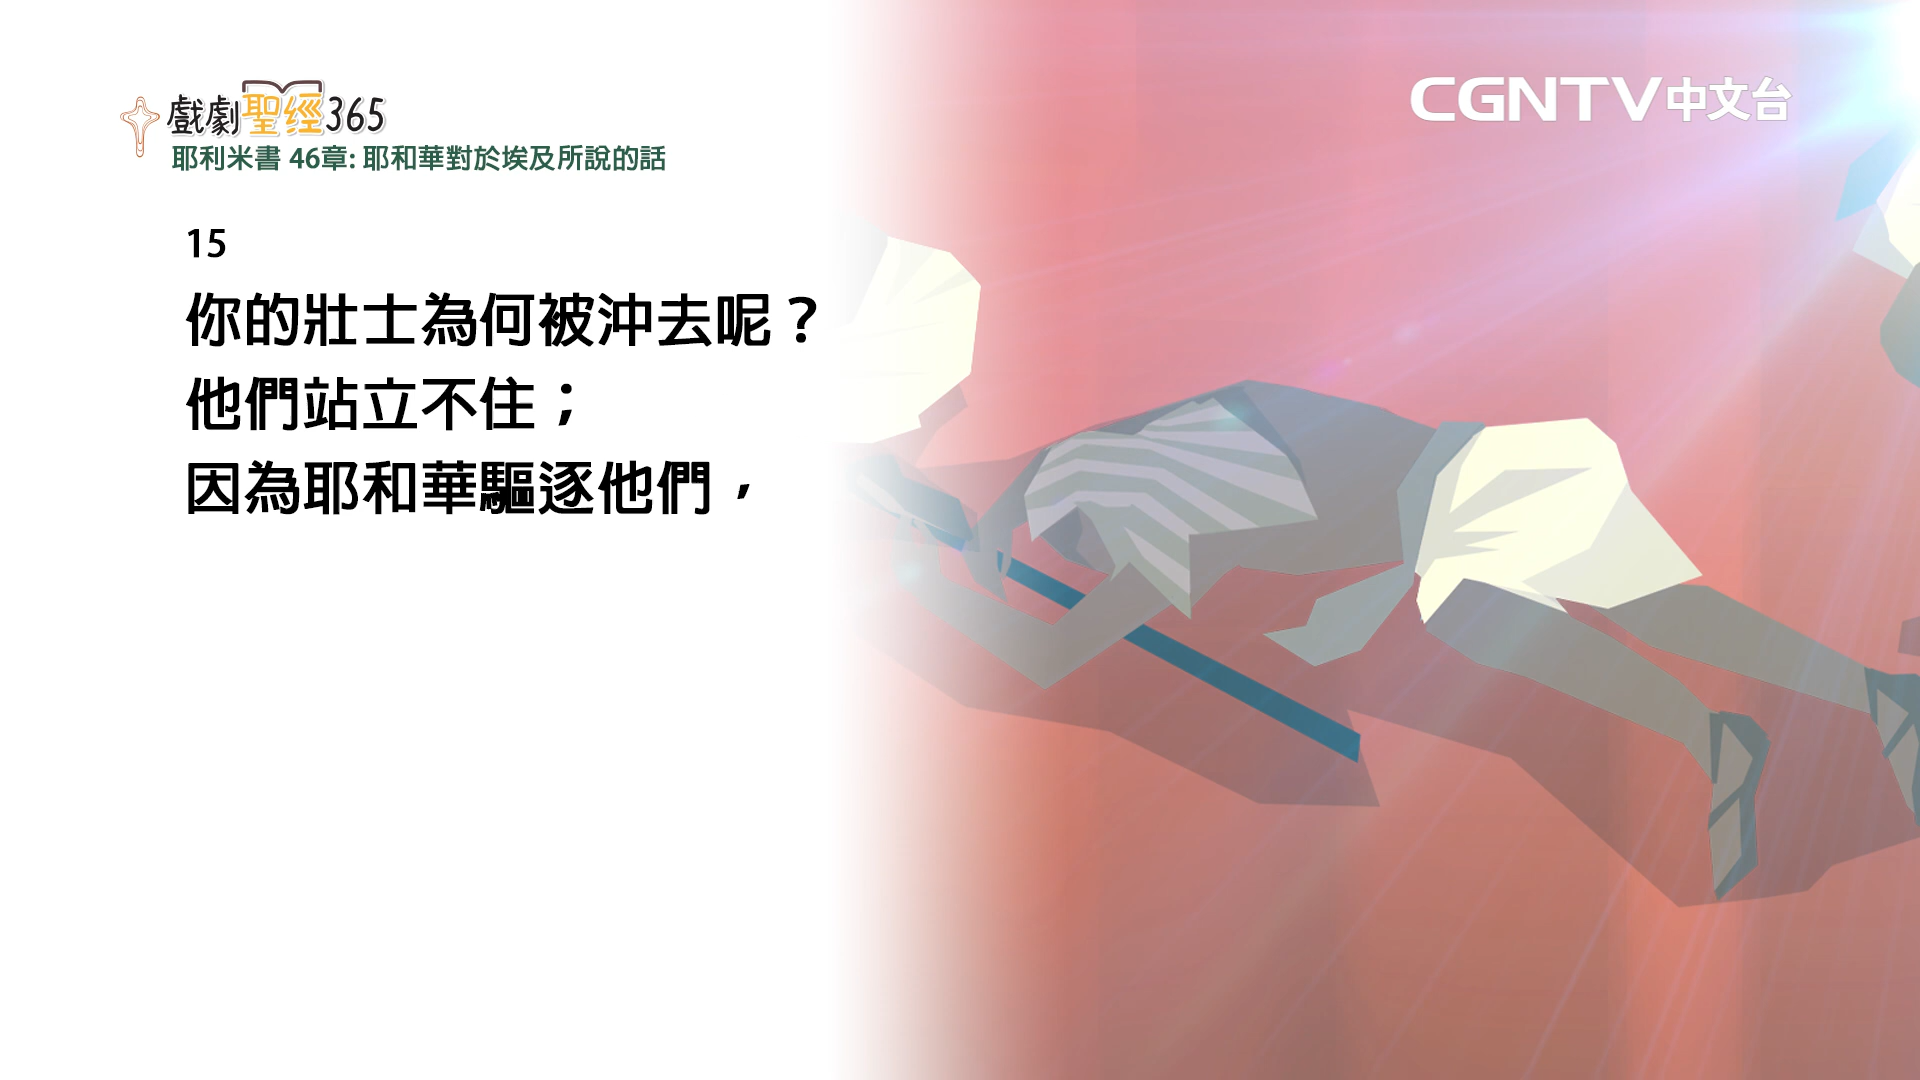 戲劇聖經365
CGNTV中文台
耶利米書 46章: 耶和華對於埃及所說的話
15
你的壯士為何被沖去呢？
他們站立不住；
因為耶和華驅逐他們，